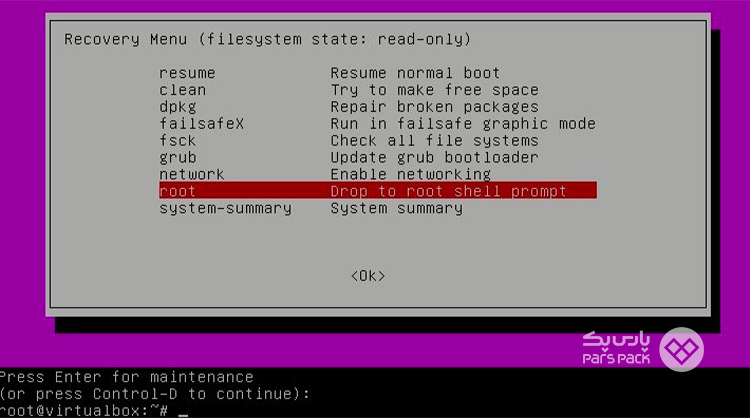 Recovery Menu (filesystem state: read-only)
resume Resume normal boot
clean Try to make free space
dpkg Repair broken packages
failsafeX Run in failsafe graphic mode
fsck Check all file systems
grub Update grub bootloader
network Enable networking
root Drop to root shell prompt
system-summary System summary
<Ok>
پارس‌پک
PARS PACK
Press Enter for maintenance
(or press Control-D to continue):
root@virtualbox:~# _